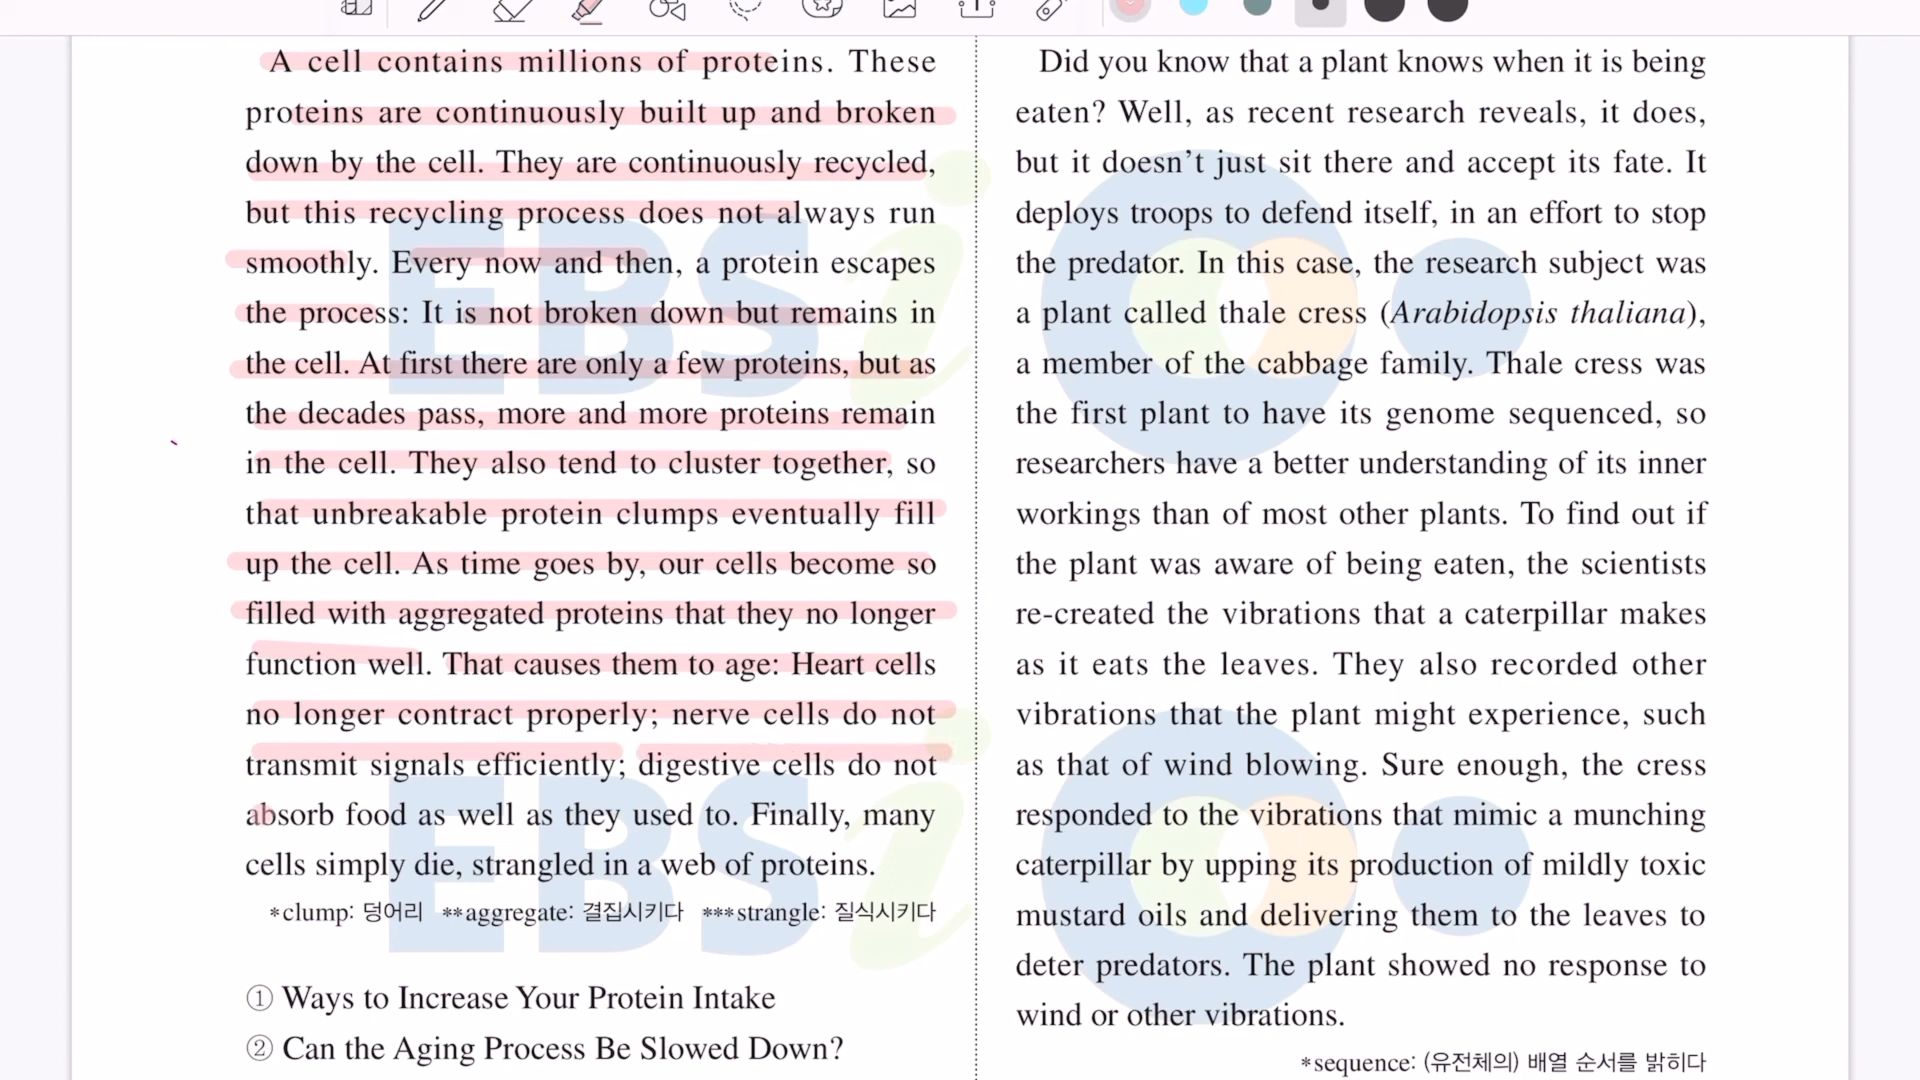 A cell contains millions of proteins. These
proteins are continuously built up and broken
down by the cell. They are continuously recycled,
but this recycling process does not always run
smoothly. Every now and then, a protein escapes
the process: It is not broken down but remains in
the cell. At first there are only a few proteins, but as
the decades pass, more and more proteins remain
in the cell. They also tend to cluster together, so
that unbreakable protein clumps eventually fill
up the cell. As time goes by, our cells become so
filled with aggregated proteins that they no longer
function well. That causes them to age: Heart cells
no longer contract properly; nerve cells do not
transmit signals efficiently; digestive cells do not
absorb food as well as they used to. Finally, many
cells simply die, strangled in a web of proteins.
*clump: 덩어리 **aggregate: 결집시키다 ***strangle: 질식시키다
① Ways to Increase Your Protein Intake
② Can the Aging Process Be Slowed Down?
Did you know that a plant knows when it is being
eaten? Well, as recent research reveals, it does,
but it doesn't just sit there and accept its fate. It
deploys troops to defend itself, in an effort to stop
the predator. In this case, the research subject was
a plant called thale cress (Arabidopsis thaliana),
a member of the cabbage family. Thale cress was
the first plant to have its genome sequenced, so
researchers have a better understanding of its inner
workings than of most other plants. To find out if
the plant was aware of being eaten, the scientists
re-created the vibrations that a caterpillar makes
as it eats the leaves. They also recorded other
vibrations that the plant might experience, such
as that of wind blowing. Sure enough, the cress
responded to the vibrations that mimic a munching
caterpillar by upping its production of mildly toxic
mustard oils and delivering them to the leaves to
deter predators. The plant showed no response to
wind or other vibrations.
*sequence: (유전체의) 배열 순서를 밝히다
EBSi
EBSi